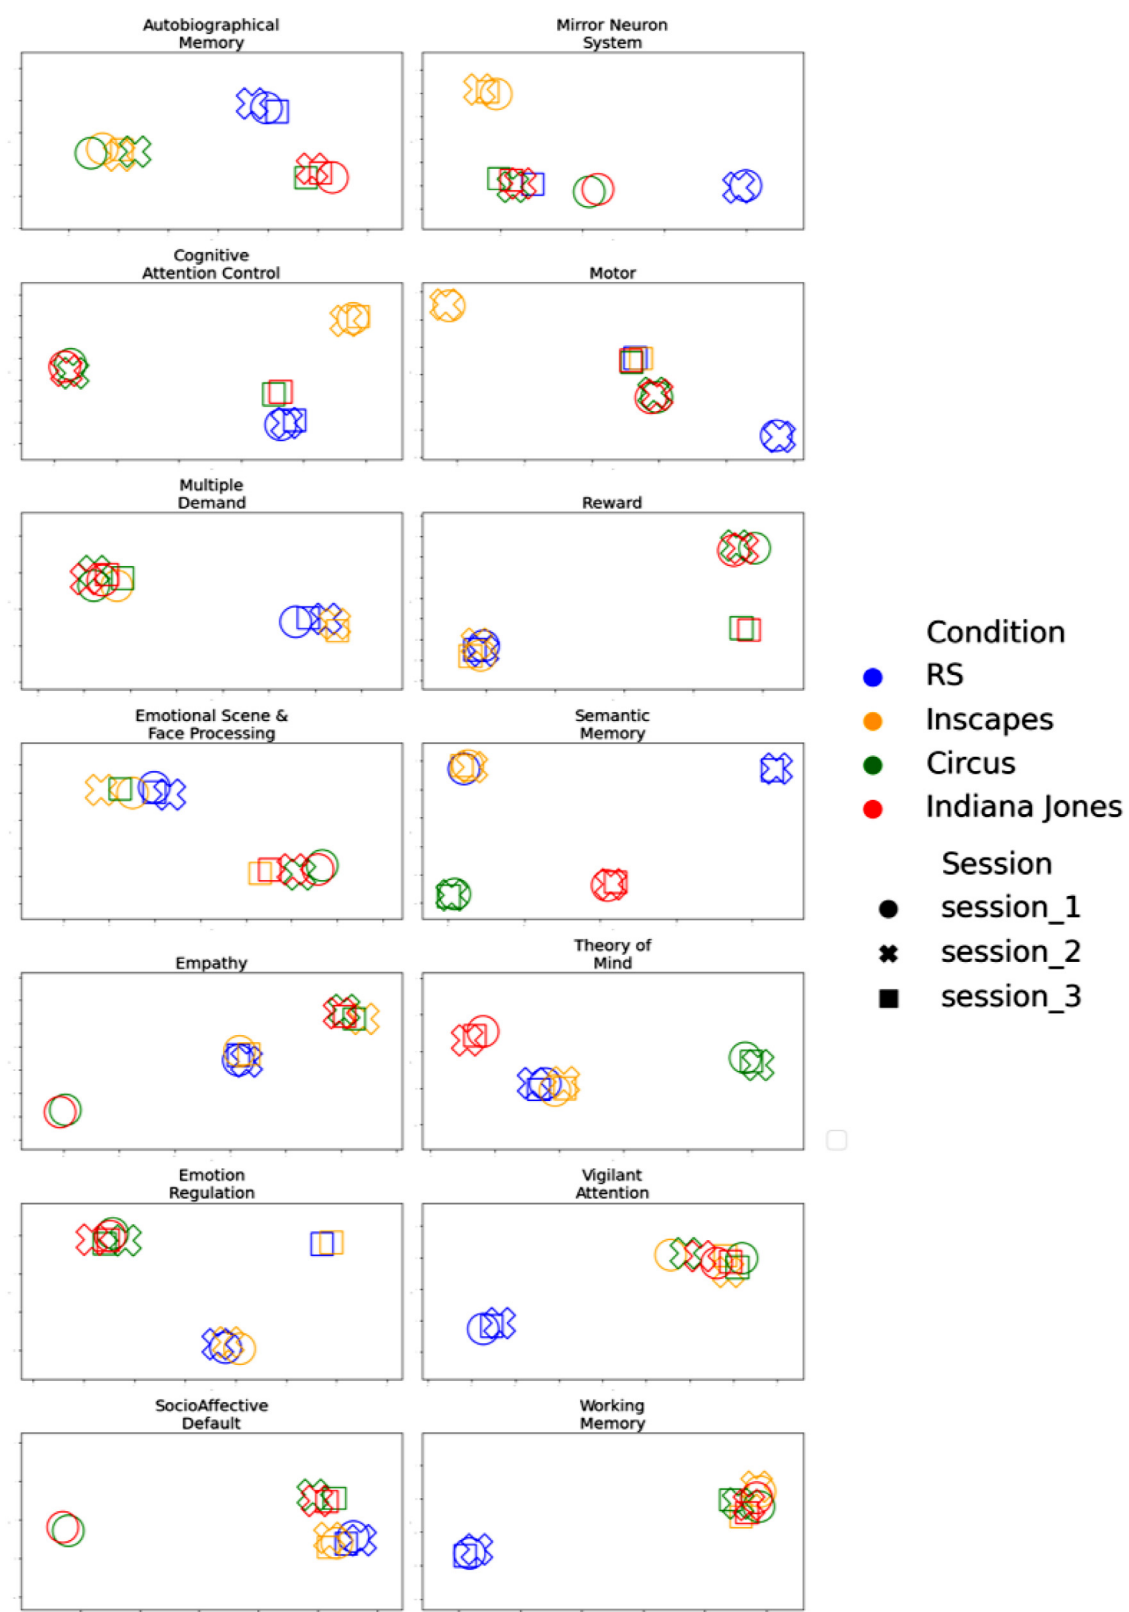 Autobiographical
Memory
Mirror Neuron
System
Cognitive
Attention Control
Motor
Multiple
Demand
Reward
Emotional Scene &
Face Processing
Semantic
Memory
Empathy
Theory of
Mind
Emotion
Regulation
Vigilant
Attention
SocioAffective
Default
Working
Memory
Condition
RS
Inscapes
Circus
Indiana Jones
Session
session_1
session_2
session_3